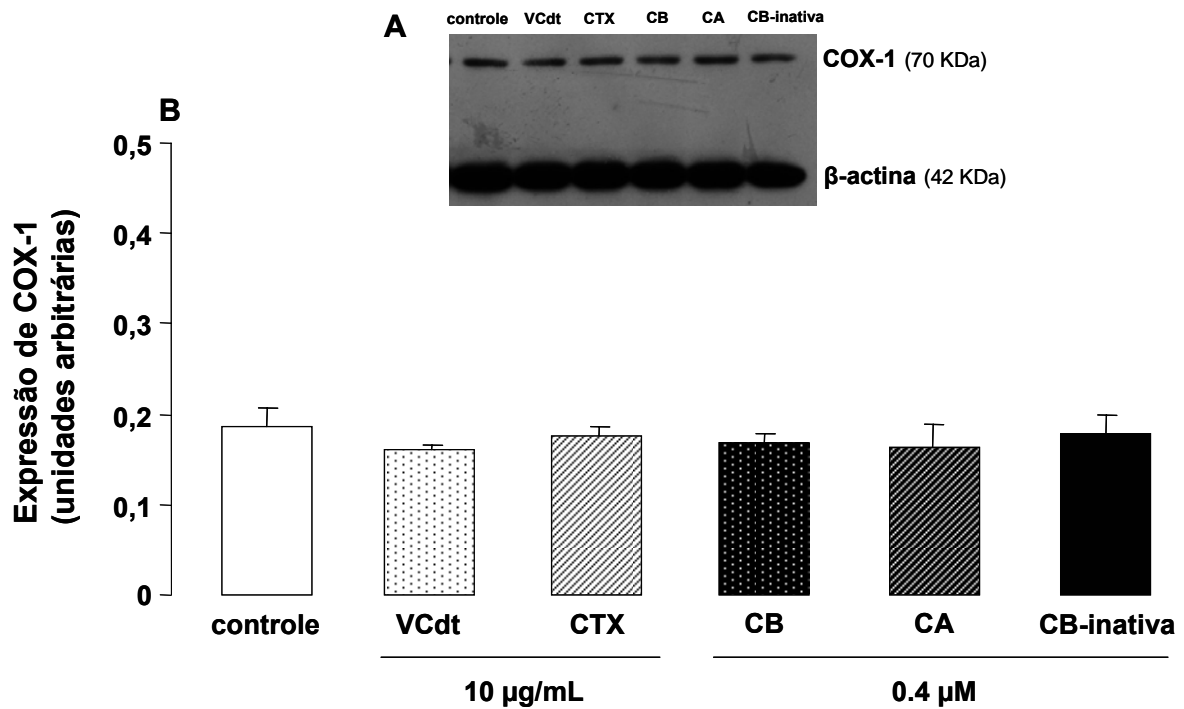 A
controle VCdt CTX CB CA CB-inativa
COX-1 (70 KDa)
β-actina (42 KDa)
B
Expressão de COX-1
(unidades arbitrárias)
0,5
0,4
0,3
0,2
0,1
0
controle VCdt CTX CB CA CB-inativa
10 µg/mL 0.4 µM